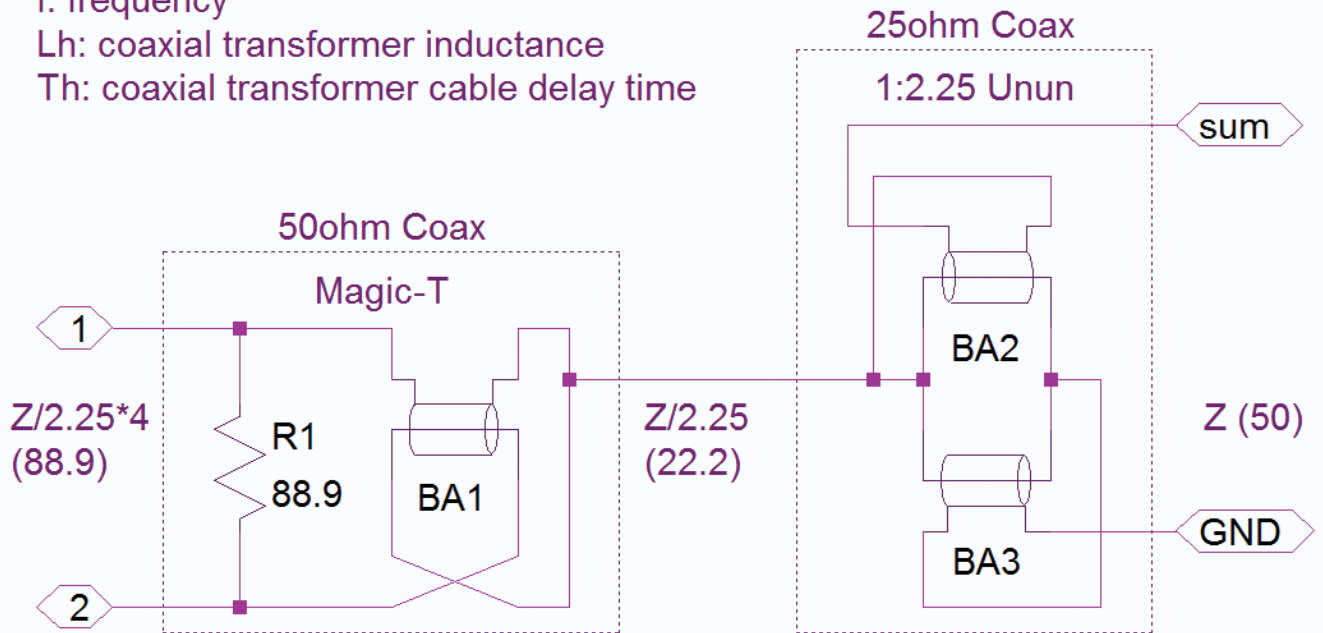 f: frequency
Lh: coaxial transformer inductance
Th: coaxial transformer cable delay time
25ohm Coax
1:2.25 Unun
sum
50ohm Coax
Magic-T
1
BA2
Z/2.25*4
(88.9)
R1
88.9
BA1
Z/2.25
(22.2)
Z (50)
GND
BA3
2